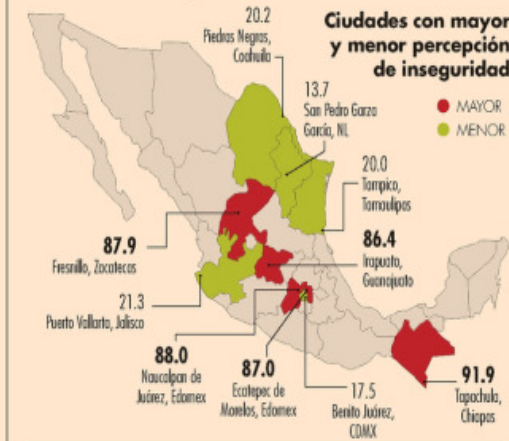 Ciudades con mayor
y menor percepción
de inseguridad
MAYOR
MENOR
20.2
Piedras Negras,
Coahuila
13.7
San Pedro Garza
García, NL
20.0
Tampico,
Tamaulipas
87.9
Fresnillo, Zacatecas
86.4
Irapuato,
Guanajuato
21.3
Puerto Vallarta, Jalisco
88.0
Naucalpan de
Juárez, Edomex
87.0
Ecatepec de
Morelos, Edomex
17.5
Benito Juárez,
CDMX
91.9
Tapachula,
Chiapas